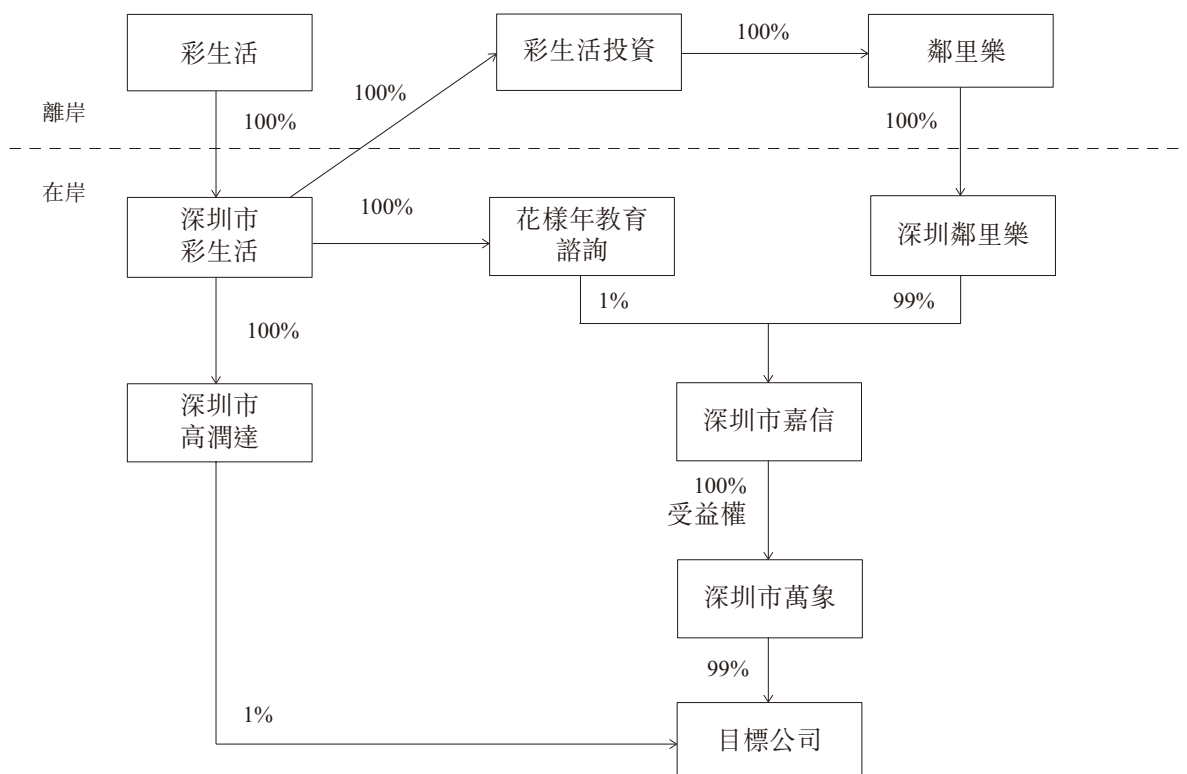 彩生活
彩生活投資
100%
鄰里樂
100%
離岸
100%
100%
在岸
深圳市
彩生活
100%
花樣年教育
諮詢
深圳鄰里樂
1%
99%
100%
深圳市
高潤達
深圳市嘉信
100%
受益權
深圳市萬象
99%
1%
目標公司